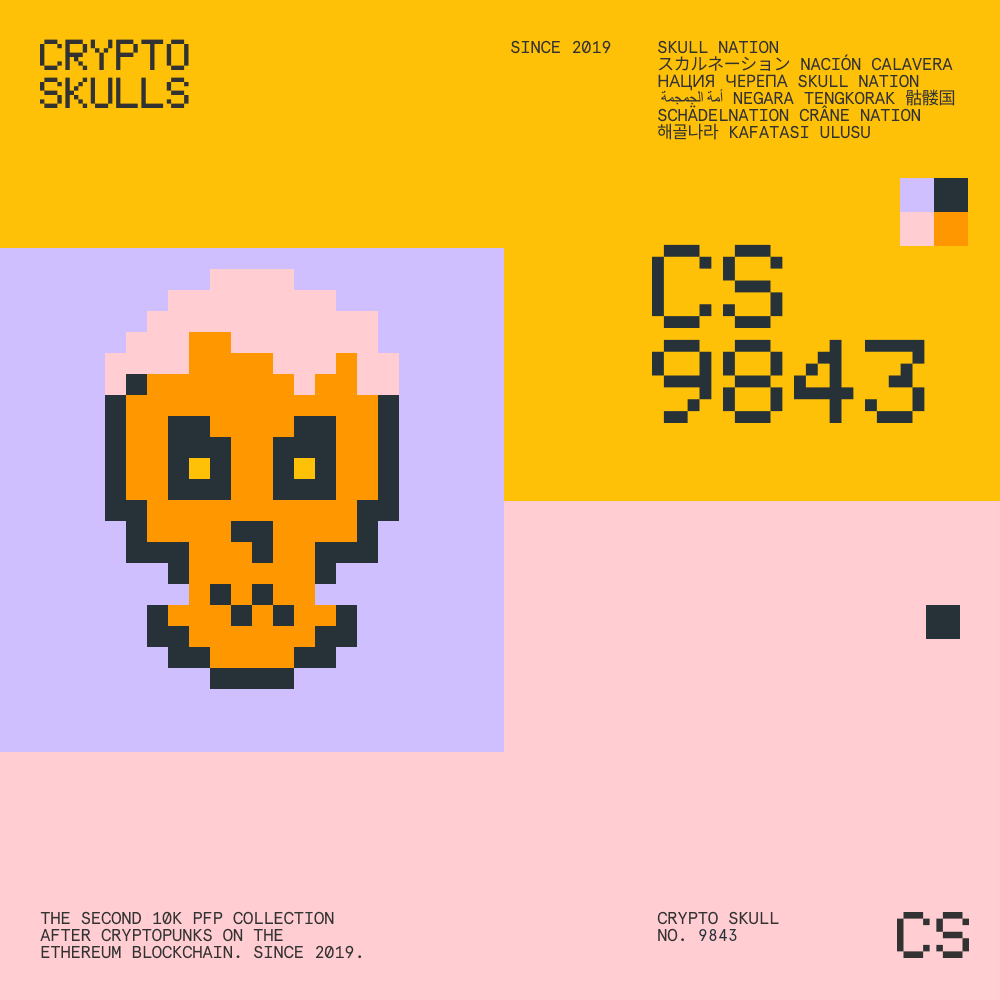 CRYPTO
SKULLS
SINCE 2019
SKULL NATION
スカルネーション NACIÓN CALAVERA
НАЦИЯ ЧЕРЕПА SKULL NATION
أمة الجمجمة NEGARA TENGKORAK 骷髅国
SCHÄDELNATION CRÂNE NATION
해골나라 KAFATASI ULUSU
CS
9843
THE SECOND 10K PFP COLLECTION
AFTER CRYPTOPUNKS ON THE
ETHEREUM BLOCKCHAIN. SINCE 2019.
CRYPTO SKULL
NO. 9843
CS